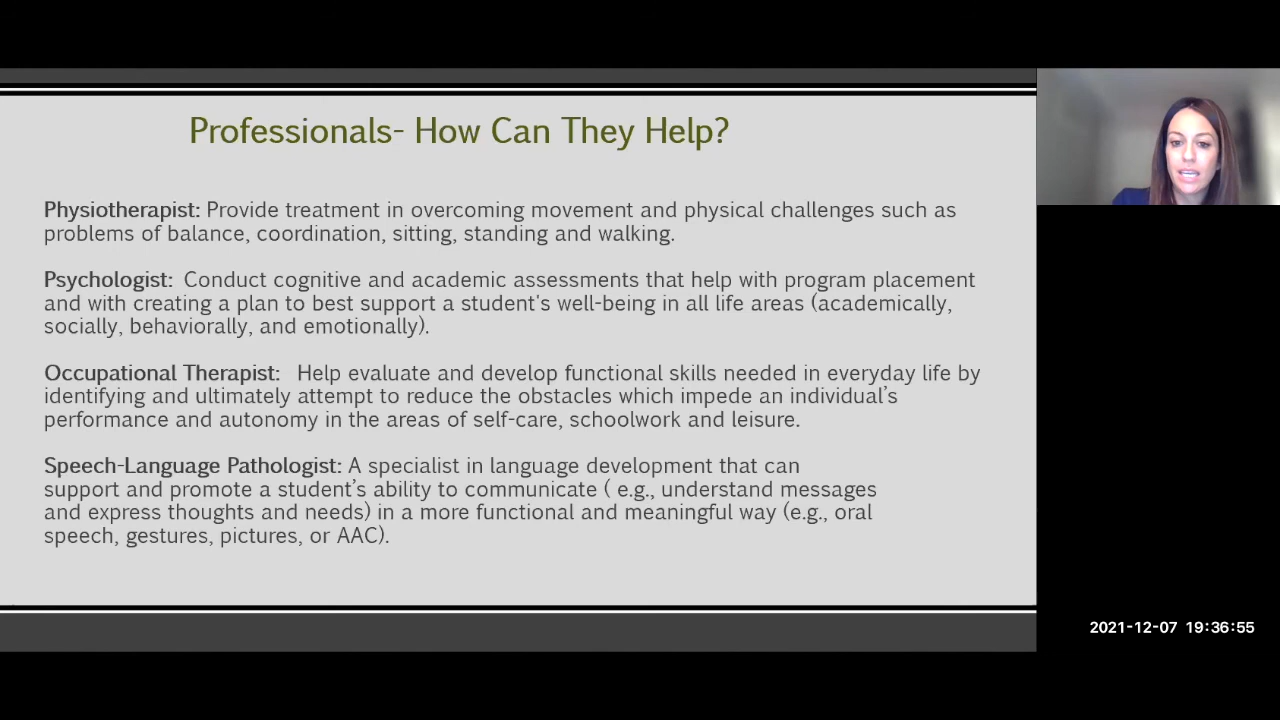 Professionals- How Can They Help?
Physiotherapist: Provide treatment in overcoming movement and physical challenges such as
problems of balance, coordination, sitting, standing and walking.
Psychologist: Conduct cognitive and academic assessments that help with program placement
and with creating a plan to best support a student's well-being in all life areas (academically,
socially, behaviorally, and emotionally).
Occupational Therapist: Help evaluate and develop functional skills needed in everyday life by
identifying and ultimately attempt to reduce the obstacles which impede an individual’s
performance and autonomy in the areas of self-care, schoolwork and leisure.
Speech-Language Pathologist: A specialist in language development that can
support and promote a student’s ability to communicate ( e.g., understand messages
and express thoughts and needs) in a more functional and meaningful way (e.g., oral
speech, gestures, pictures, or AAC).
2021-12-07 19:36:55